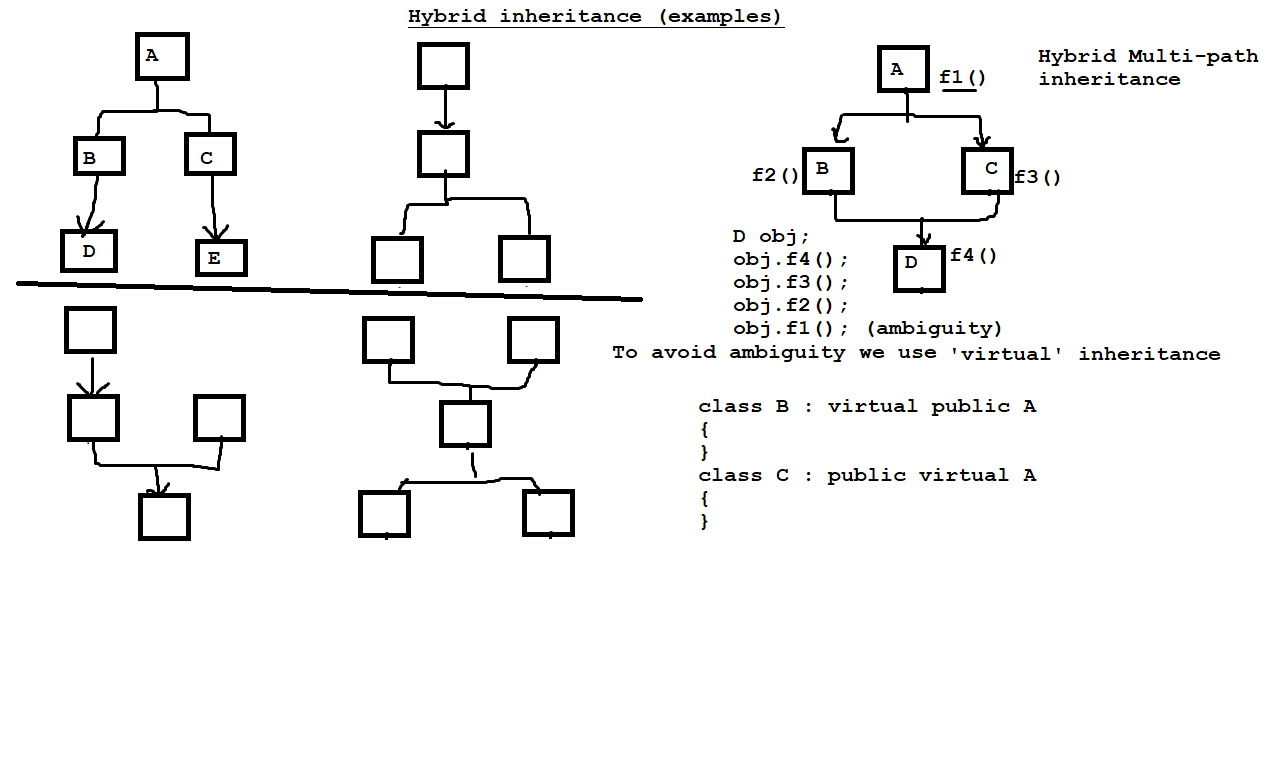 Hybrid inheritance (examples)
A
B
C
D
E
Hybrid Multi-path
inheritance
A
f1()
f2()
B
C
f3()
D
f4()
D obj;
obj.f4();
obj.f3();
obj.f2();
obj.f1(); (ambiguity)
To avoid ambiguity we use 'virtual' inheritance
class B : virtual public A
{
}
class C : public virtual A
{
}